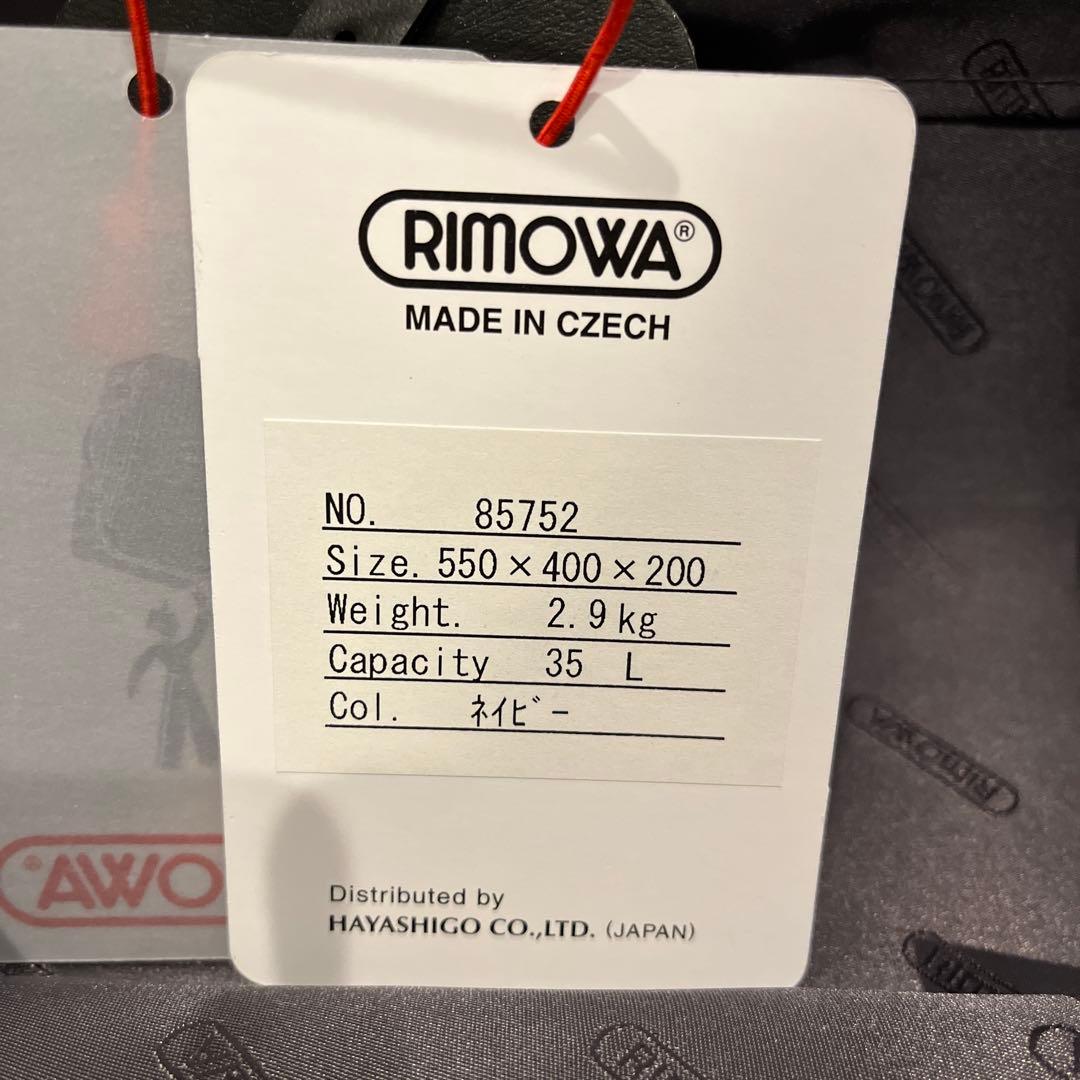 RIMOWA®
MADE IN CZECH
NO. 85752
Size. 550×400×200
Weight. 2.9kg
Capacity 35 L
Col. ﾈｲﾋﾞｰ
Distributed by
HAYASHIGO CO.,LTD. (JAPAN)
RIMOWA